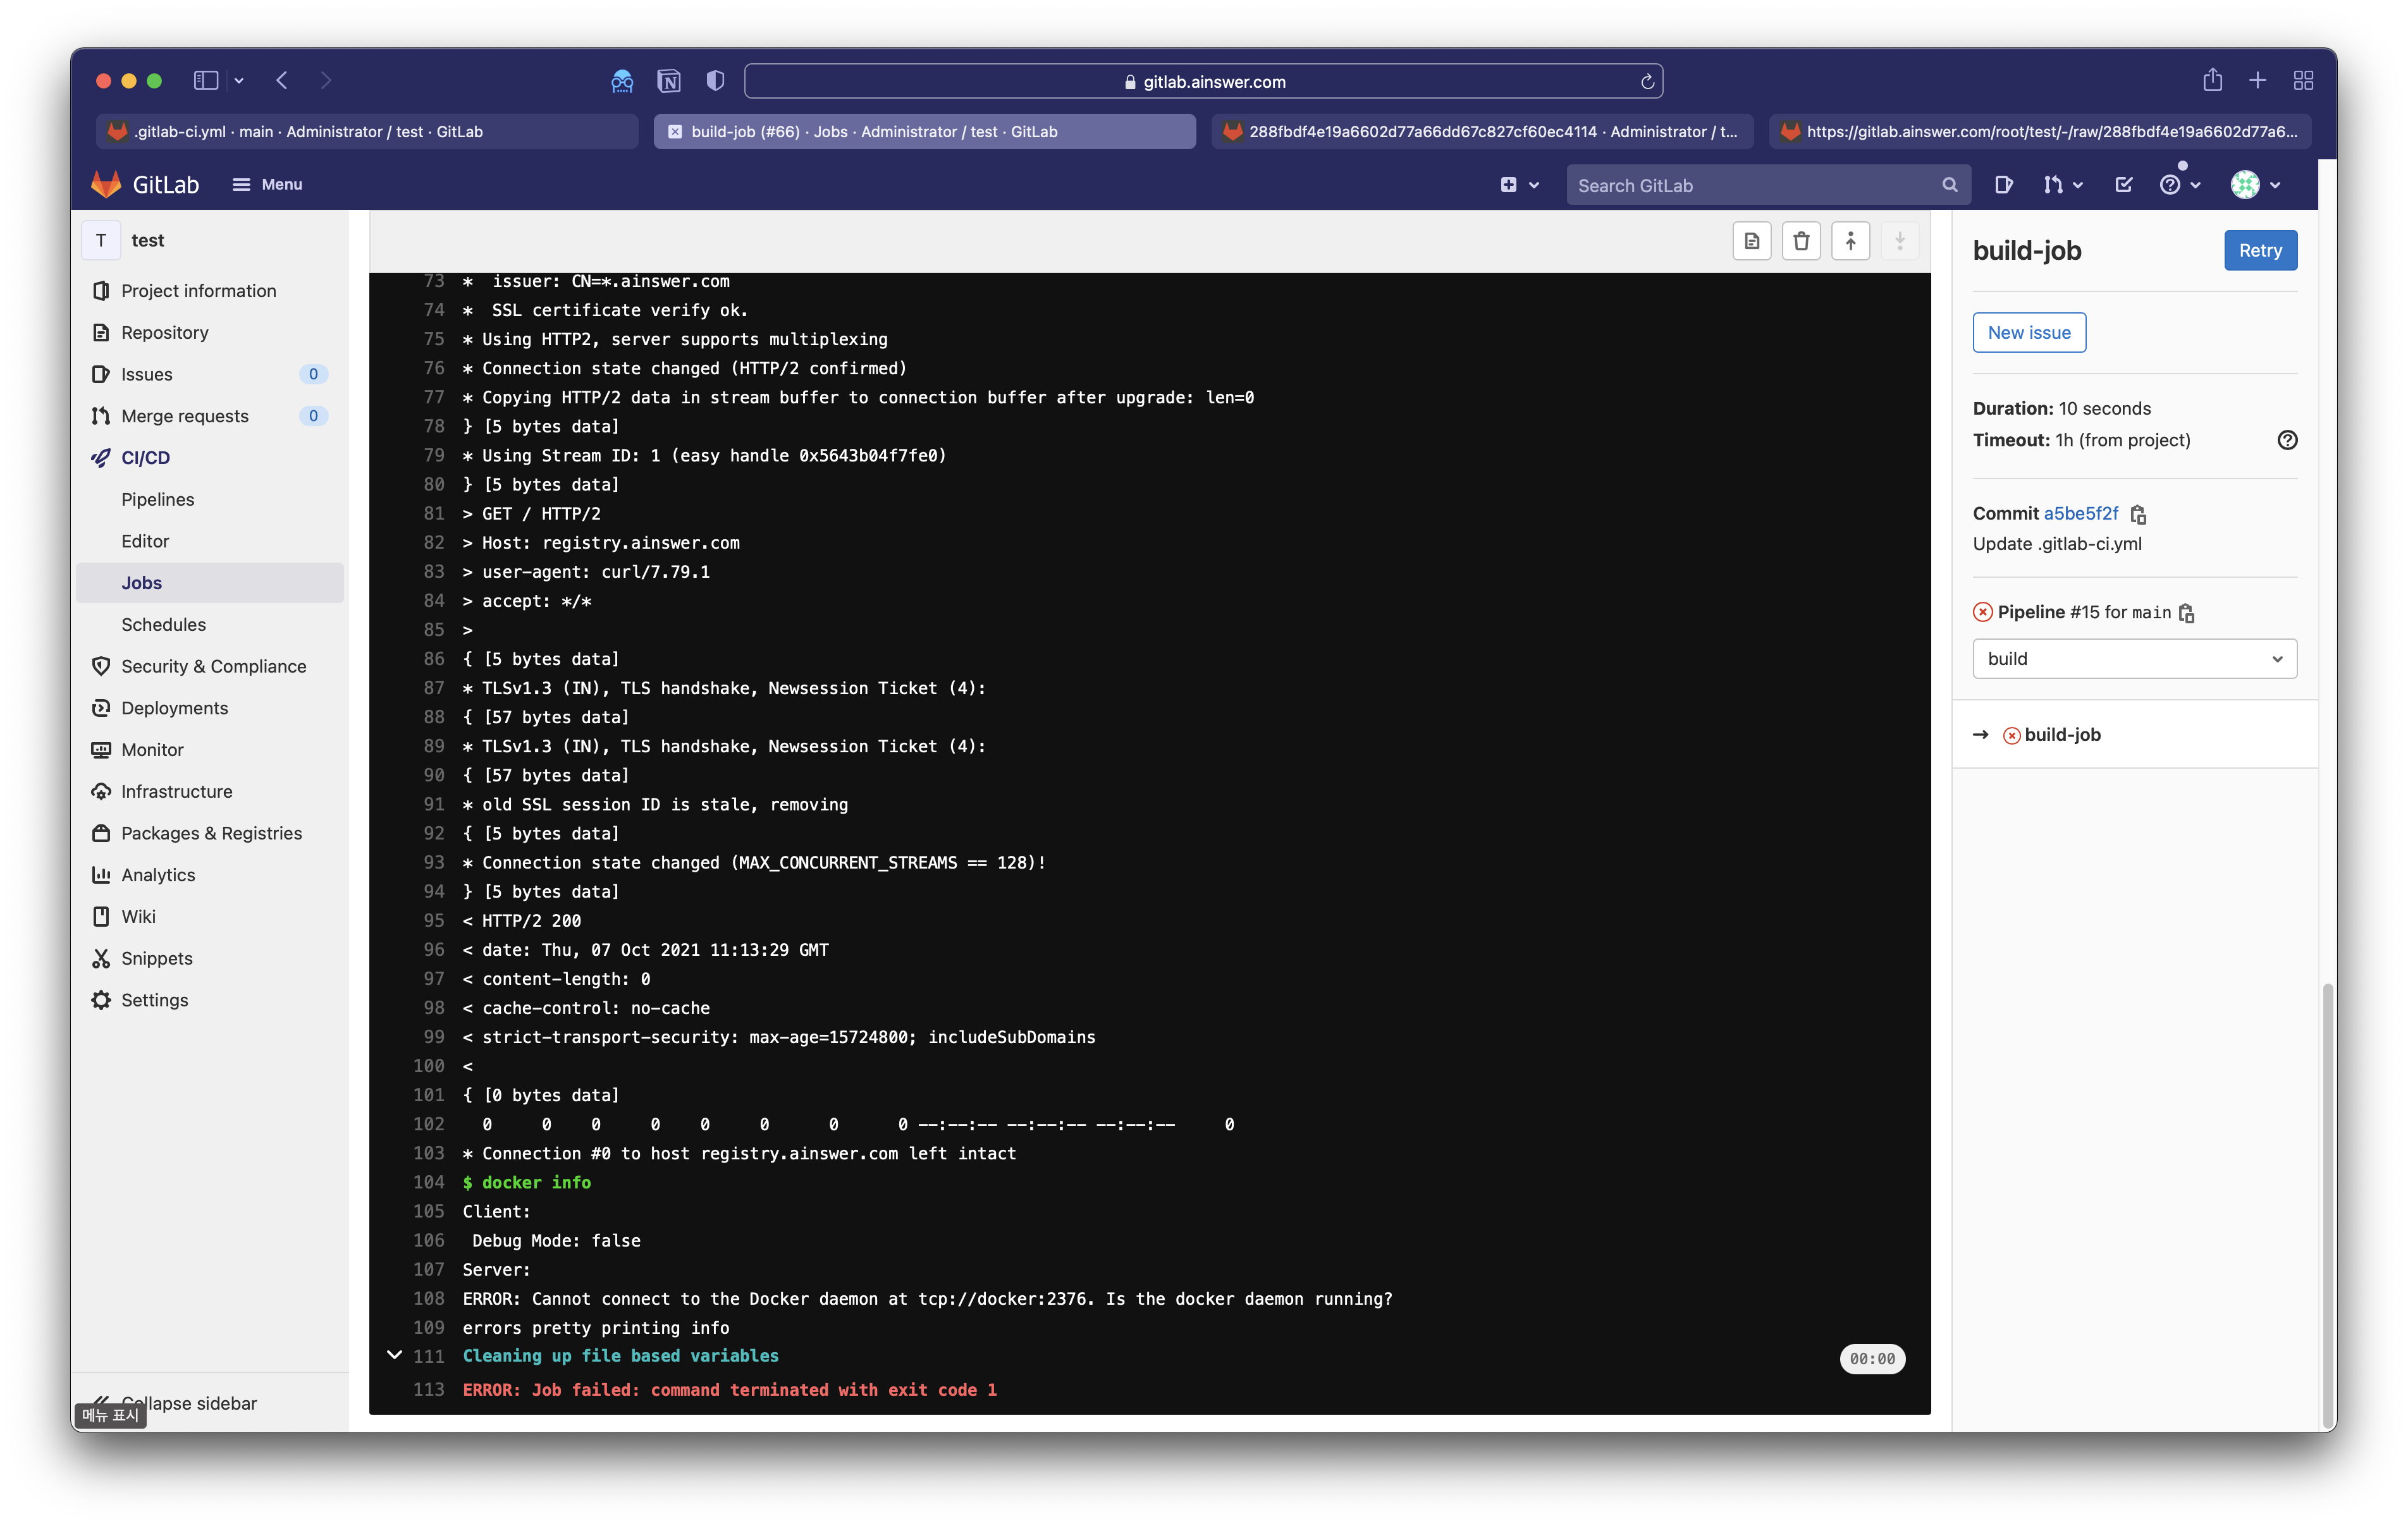 gitlab.ainswer.com
.gitlab-ci.yml · main · Administrator / test · GitLab
build-job (#66) · Jobs · Administrator / test · GitLab
288fbdf4e19a6602d77a66dd67c827cf60ec4114 · Administrator / t...
https://gitlab.ainswer.com/root/test/-/raw/288fbdf4e19a6602d77a6...
GitLab
Menu
Search GitLab
T test
Project information
Repository
Issues 0
Merge requests 0
CI/CD
Pipelines
Editor
Jobs
Schedules
Security & Compliance
Deployments
Monitor
Infrastructure
Packages & Registries
Analytics
Wiki
Snippets
Settings
Collapse sidebar
메뉴 표시
73 *  issuer: CN=*.ainswer.com
74 *  SSL certificate verify ok.
75 * Using HTTP2, server supports multiplexing
76 * Connection state changed (HTTP/2 confirmed)
77 * Copying HTTP/2 data in stream buffer to connection buffer after upgrade: len=0
78 } [5 bytes data]
79 * Using Stream ID: 1 (easy handle 0x5643b04f7fe0)
80 } [5 bytes data]
81 > GET / HTTP/2
82 > Host: registry.ainswer.com
83 > user-agent: curl/7.79.1
84 > accept: */*
85 >
86 { [5 bytes data]
87 * TLSv1.3 (IN), TLS handshake, Newsession Ticket (4):
88 { [57 bytes data]
89 * TLSv1.3 (IN), TLS handshake, Newsession Ticket (4):
90 { [57 bytes data]
91 * old SSL session ID is stale, removing
92 { [5 bytes data]
93 * Connection state changed (MAX_CONCURRENT_STREAMS == 128)!
94 } [5 bytes data]
95 < HTTP/2 200
96 < date: Thu, 07 Oct 2021 11:13:29 GMT
97 < content-length: 0
98 < cache-control: no-cache
99 < strict-transport-security: max-age=15724800; includeSubDomains
100 <
101 { [0 bytes data]
102   0     0    0     0    0     0      0      0 --:--:-- --:--:-- --:--:--     0
103 * Connection #0 to host registry.ainswer.com left intact
104 $ docker info
105 Client:
106  Debug Mode: false
107 Server:
108 ERROR: Cannot connect to the Docker daemon at tcp://docker:2376. Is the docker daemon running?
109 errors pretty printing info
111 Cleaning up file based variables 00:00
113 ERROR: Job failed: command terminated with exit code 1
build-job
Retry
New issue
Duration: 10 seconds
Timeout: 1h (from project)
Commit a5be5f2f
Update .gitlab-ci.yml
Pipeline #15 for main
build
→ build-job